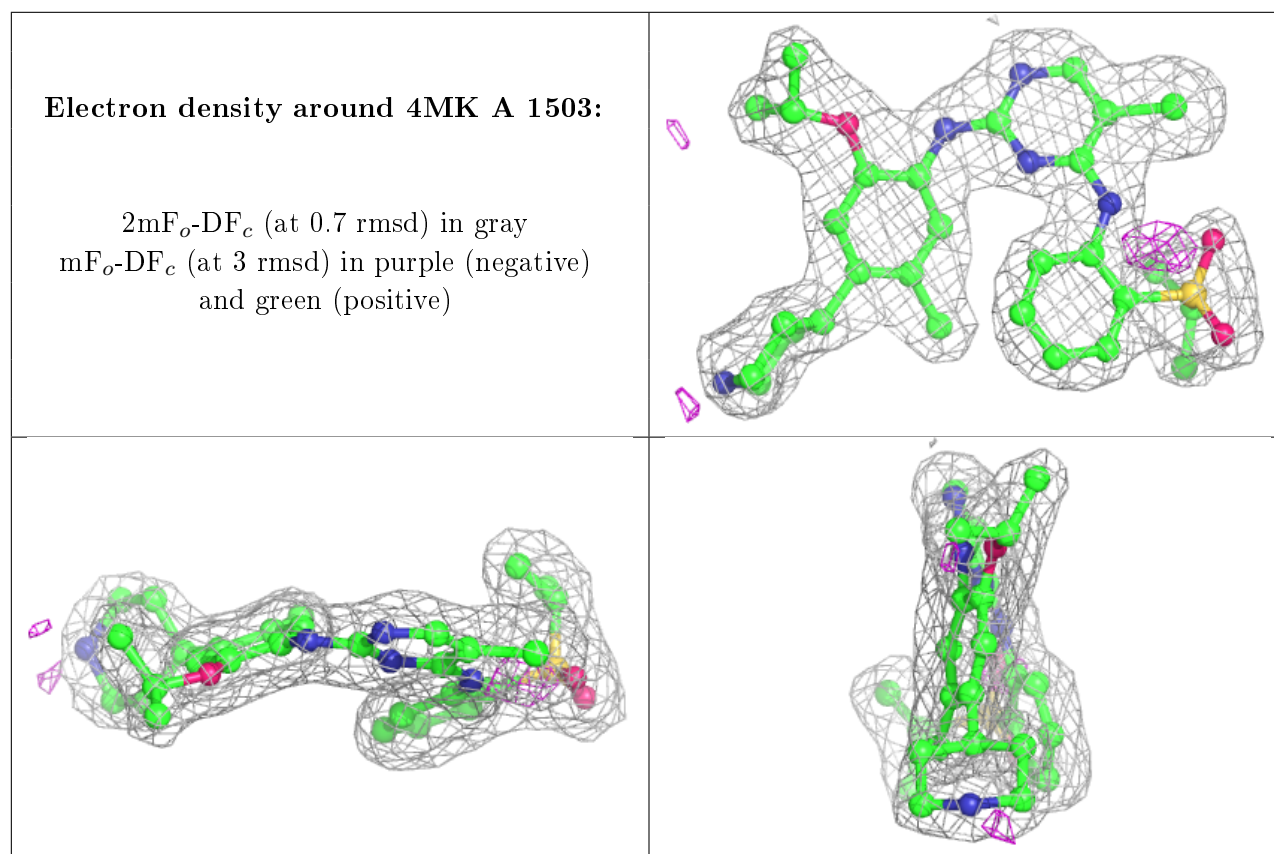 Electron density around 4MK A 1503:
2mFₒ-DF𝒸 (at 0.7 rmsd) in gray
mFₒ-DF𝒸 (at 3 rmsd) in purple (negative)
and green (positive)